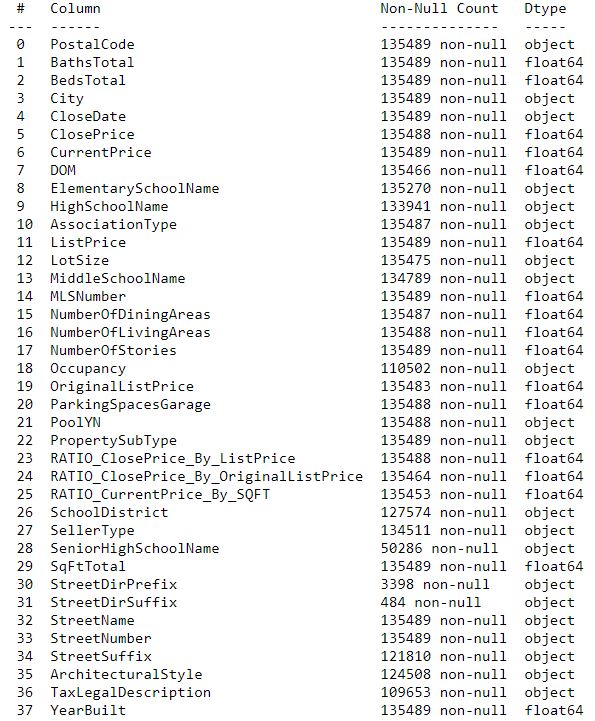 #   Column                               Non-Null Count   Dtype
---  ------                               --------------   -----
0   PostalCode                           135489 non-null  object
1   BathsTotal                           135489 non-null  float64
2   BedsTotal                            135489 non-null  float64
3   City                                 135489 non-null  object
4   CloseDate                            135489 non-null  object
5   ClosePrice                           135488 non-null  float64
6   CurrentPrice                         135489 non-null  float64
7   DOM                                  135466 non-null  float64
8   ElementarySchoolName                 135270 non-null  object
9   HighSchoolName                       133941 non-null  object
10  AssociationType                      135487 non-null  object
11  ListPrice                            135489 non-null  float64
12  LotSize                              135475 non-null  object
13  MiddleSchoolName                     134789 non-null  object
14  MLSNumber                            135489 non-null  float64
15  NumberOfDiningAreas                  135487 non-null  float64
16  NumberOfLivingAreas                  135488 non-null  float64
17  NumberOfStories                      135489 non-null  float64
18  Occupancy                            110502 non-null  object
19  OriginalListPrice                    135483 non-null  float64
20  ParkingSpacesGarage                  135488 non-null  float64
21  PoolYN                               135488 non-null  object
22  PropertySubType                      135489 non-null  object
23  RATIO_ClosePrice_By_ListPrice        135488 non-null  float64
24  RATIO_ClosePrice_By_OriginalListPrice  135464 non-null  float64
25  RATIO_CurrentPrice_By_SQFT           135453 non-null  float64
26  SchoolDistrict                       127574 non-null  object
27  SellerType                           134511 non-null  object
28  SeniorHighSchoolName                 50286 non-null   object
29  SqFtTotal                            135489 non-null  float64
30  StreetDirPrefix                      3398 non-null    object
31  StreetDirSuffix                      484 non-null     object
32  StreetName                           135489 non-null  object
33  StreetNumber                         135489 non-null  object
34  StreetSuffix                         121810 non-null  object
35  ArchitecturalStyle                   124508 non-null  object
36  TaxLegalDescription                  109653 non-null  object
37  YearBuilt                            135489 non-null  float64